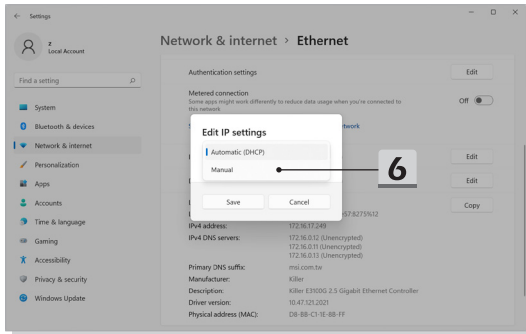 Settings
z
Local Account
Find a setting
System
Bluetooth & devices
Network & internet
Personalization
Apps
Accounts
Time & language
Gaming
Accessibility
Privacy & security
Windows Update
Network & internet > Ethernet
Authentication settings
Edit
Metered connection
Some apps might work differently to reduce data usage when you're connected to
this network
Off
Edit IP settings
Automatic (DHCP)
Manual
6
Save
Cancel
Edit
Edit
Copy
IPv4 address: 172.16.17.249
IPv4 DNS servers: 172.16.0.12 (Unencrypted)
172.16.0.11 (Unencrypted)
172.16.0.13 (Unencrypted)
Primary DNS suffix: msi.com.tw
Manufacturer: Killer
Description: Killer E3100G 2.5 Gigabit Ethernet Controller
Driver version: 10.47.121.2021
Physical address (MAC): D8-BB-C1-1E-88-FF